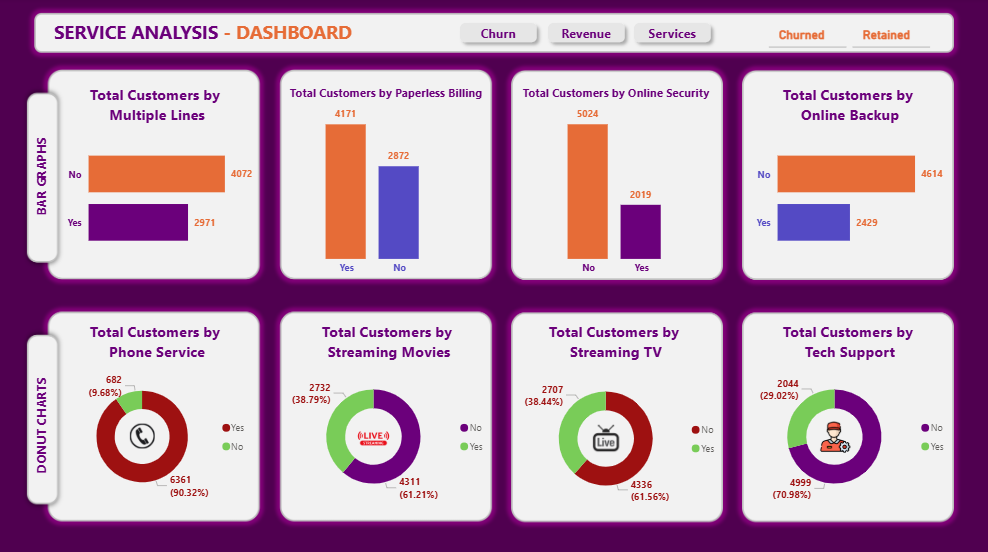 SERVICE ANALYSIS - DASHBOARD
Churn
Revenue
Services
Churned
Retained
BAR GRAPHS
Total Customers by
Multiple Lines
No
4072
Yes
2971
Total Customers by Paperless Billing
4171
2872
Yes
No
Total Customers by Online Security
5024
2019
No
Yes
Total Customers by
Online Backup
No
4614
Yes
2429
DONUT CHARTS
Total Customers by
Phone Service
682
(9.68%)
Yes
No
6361
(90.32%)
Total Customers by
Streaming Movies
2732
(38.79%)
LIVE
STREAMING
No
Yes
4311
(61.21%)
Total Customers by
Streaming TV
2707
(38.44%)
Live
No
Yes
4336
(61.56%)
Total Customers by
Tech Support
2044
(29.02%)
No
Yes
4999
(70.98%)